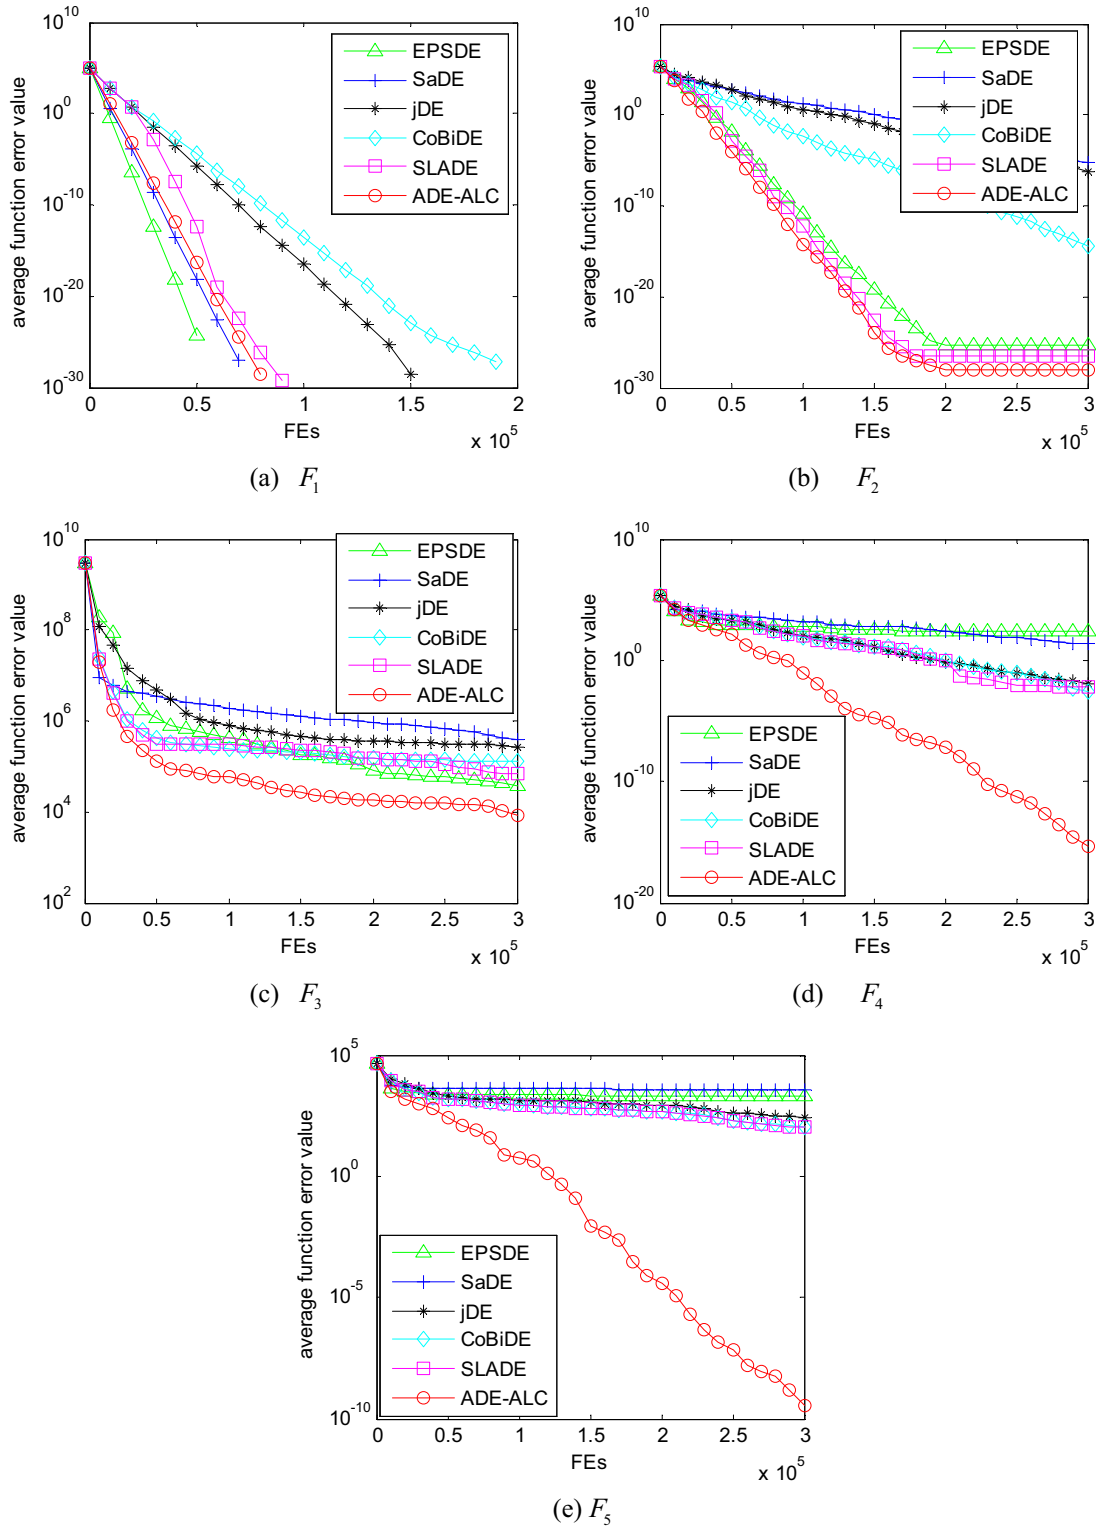 10^10
10^0
10^-10
10^-20
10^-30
average function error value
0
0.5
1
1.5
2
FEs
x 10^5
EPSDE
SaDE
jDE
CoBiDE
SLADE
ADE-ALC
(a) F_1
10^10
10^0
10^-10
10^-20
10^-30
average function error value
0
0.5
1
1.5
2
2.5
3
FEs
x 10^5
EPSDE
SaDE
jDE
CoBiDE
SLADE
ADE-ALC
(b) F_2
10^10
10^8
10^6
10^4
10^2
average function error value
0
0.5
1
1.5
2
2.5
3
FEs
x 10^5
EPSDE
SaDE
jDE
CoBiDE
SLADE
ADE-ALC
(c) F_3
10^10
10^0
10^-10
10^-20
average function error value
0
0.5
1
1.5
2
2.5
3
FEs
x 10^5
EPSDE
SaDE
jDE
CoBiDE
SLADE
ADE-ALC
(d) F_4
10^5
10^0
10^-5
10^-10
average function error value
0
0.5
1
1.5
2
2.5
3
FEs
x 10^5
EPSDE
SaDE
jDE
CoBiDE
SLADE
ADE-ALC
(e) F_5